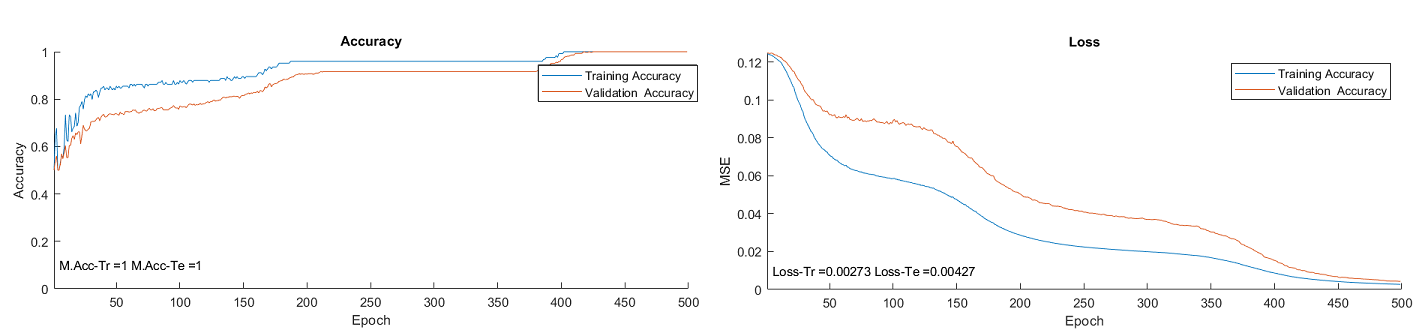 Accuracy
1
0.8
0.6
0.4
0.2
0
Accuracy
Training Accuracy
Validation Accuracy
M.Acc-Tr =1 M.Acc-Te =1
50 100 150 200 250 300 350 400 450 500
Epoch
Loss
0.12
0.1
0.08
0.06
0.04
0.02
0
MSE
Training Accuracy
Validation Accuracy
Loss-Tr =0.00273 Loss-Te =0.00427
50 100 150 200 250 300 350 400 450 500
Epoch